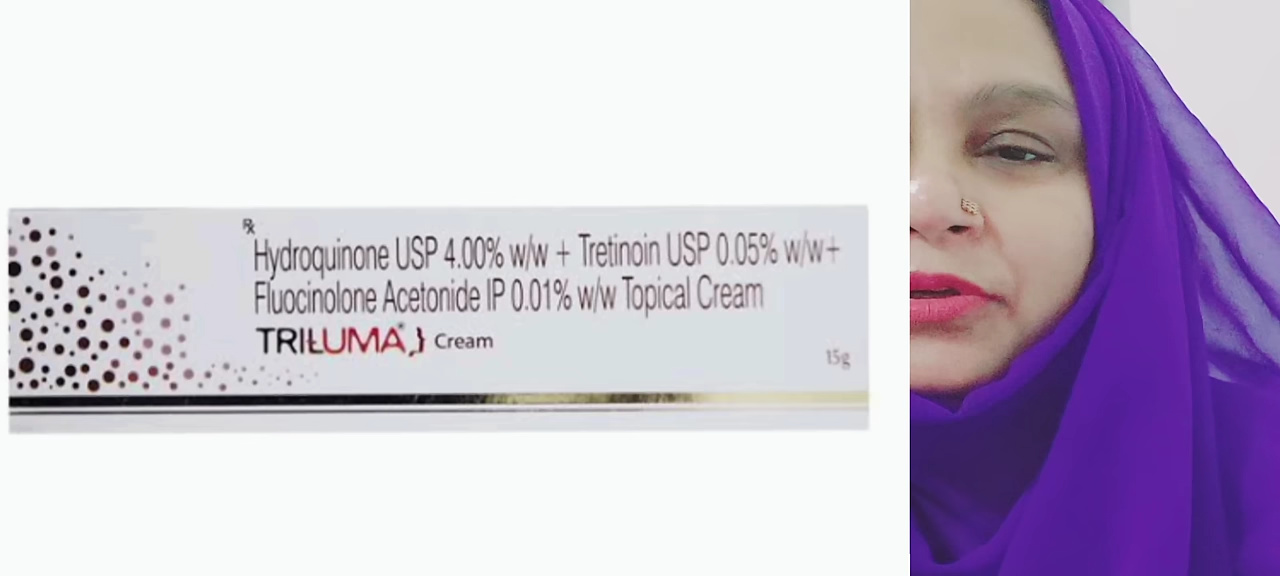 ℞
Hydroquinone USP 4.00% w/w + Tretinoin USP 0.05% w/w+
Fluocinolone Acetonide IP 0.01% w/w Topical Cream
TRILUMA® Cream
15g